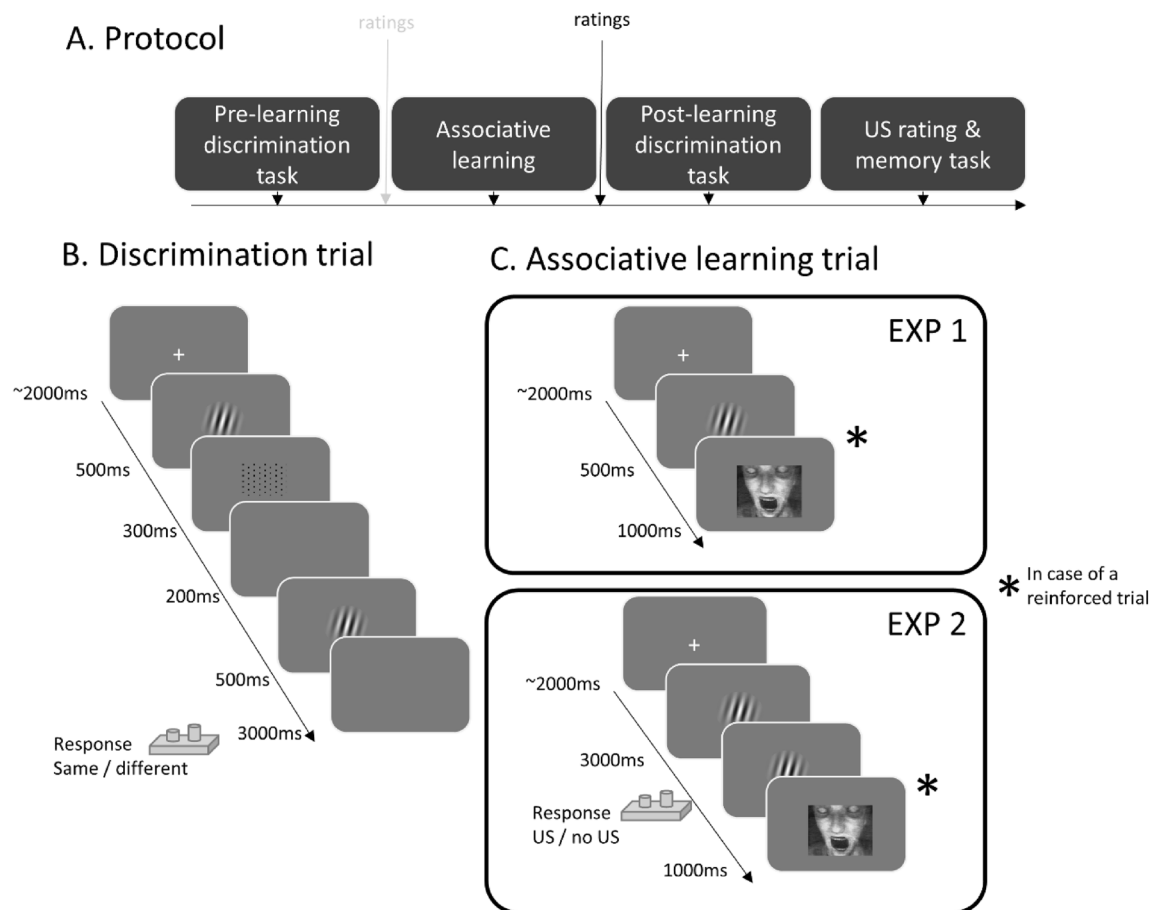 A. Protocol
ratings
ratings
Pre-learning
discrimination
task
Associative
learning
Post-learning
discrimination
task
US rating &
memory task
B. Discrimination trial
~2000ms
500ms
300ms
200ms
500ms
3000ms
Response
Same / different
C. Associative learning trial
EXP 1
~2000ms
500ms
1000ms
*
* In case of a
reinforced trial
EXP 2
~2000ms
3000ms
Response
US / no US
1000ms
*